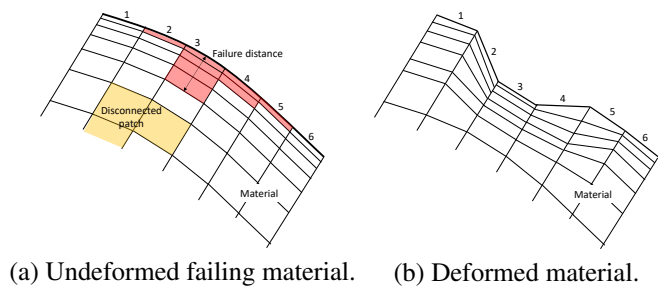 1
2
3
Failure distance
4
5
6
Disconnected
patch
Material
1
2
3
4
5
6
Material
(a) Undeformed failing material.
(b) Deformed material.